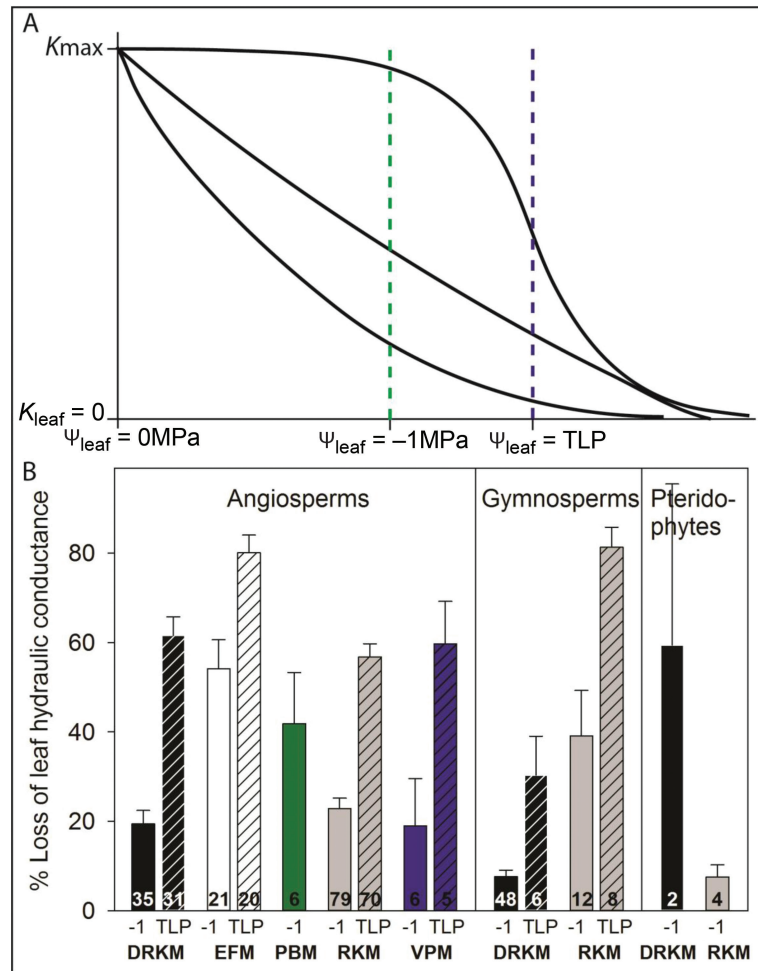 A
Kmax
Kleaf = 0
Ψleaf = 0MPa Ψleaf = –1MPa Ψleaf = TLP
B
Angiosperms Gymnosperms Pterido-
phytes
% Loss of leaf hydraulic conductance
80
60
40
20
0
35 31 21 20 6 79 70 6 5 48 6 12 8 2 4
-1 TLP -1 TLP -1 -1 TLP -1 TLP -1 TLP -1 TLP -1 -1
DRKM EFM PBM RKM VPM DRKM RKM DRKM RKM